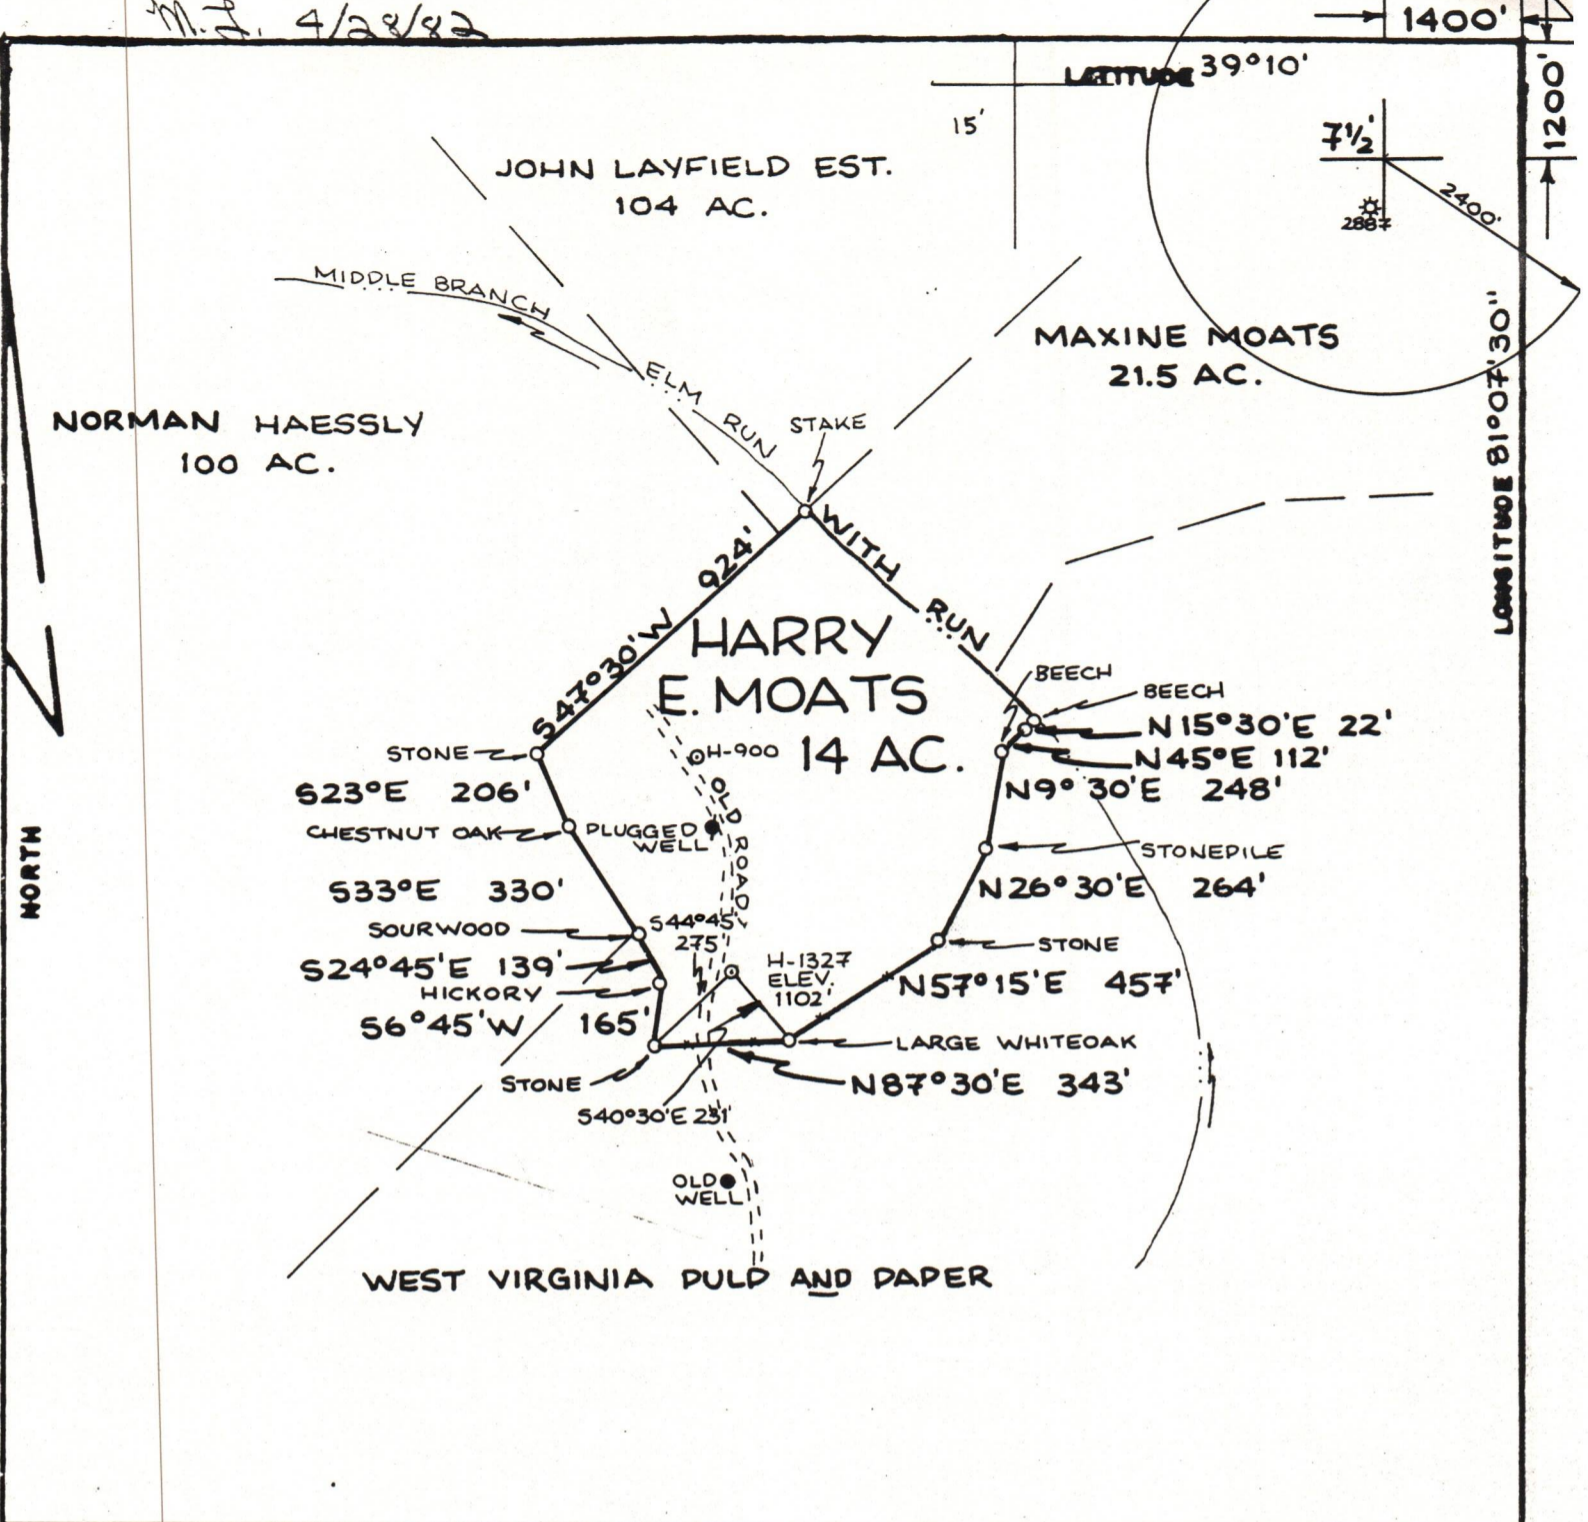 M.L. 4/28/82
1400'
LATITUDE 39°10'
1200'
15'
7½'
2400'
2887
JOHN LAYFIELD EST.
104 AC.
MIDDLE BRANCH
ELM RUN
MAXINE MOATS
21.5 AC.
LONGITUDE 81°07'30"
NORMAN HAESSLY
100 AC.
STAKE
WITH RUN
924'
S47°30'W
HARRY
E. MOATS
14 AC.
BEECH
BEECH
N15°30'E 22'
N45°E 112'
N9°30'E 248'
STONE
H-900
S23°E 206'
OLD ROAD
CHESTNUT OAK
PLUGGED
WELL
STONEPILE
N26°30'E 264'
S33°E 330'
NORTH
SOURWOOD
S44°45'
275'
STONE
S24°45'E 139'
H-1327
ELEV.
1102'
N57°15'E 457'
HICKORY
S6°45'W 165'
LARGE WHITEOAK
STONE
N87°30'E 343'
S40°30'E 231'
OLD
WELL
WEST VIRGINIA PULP AND PAPER